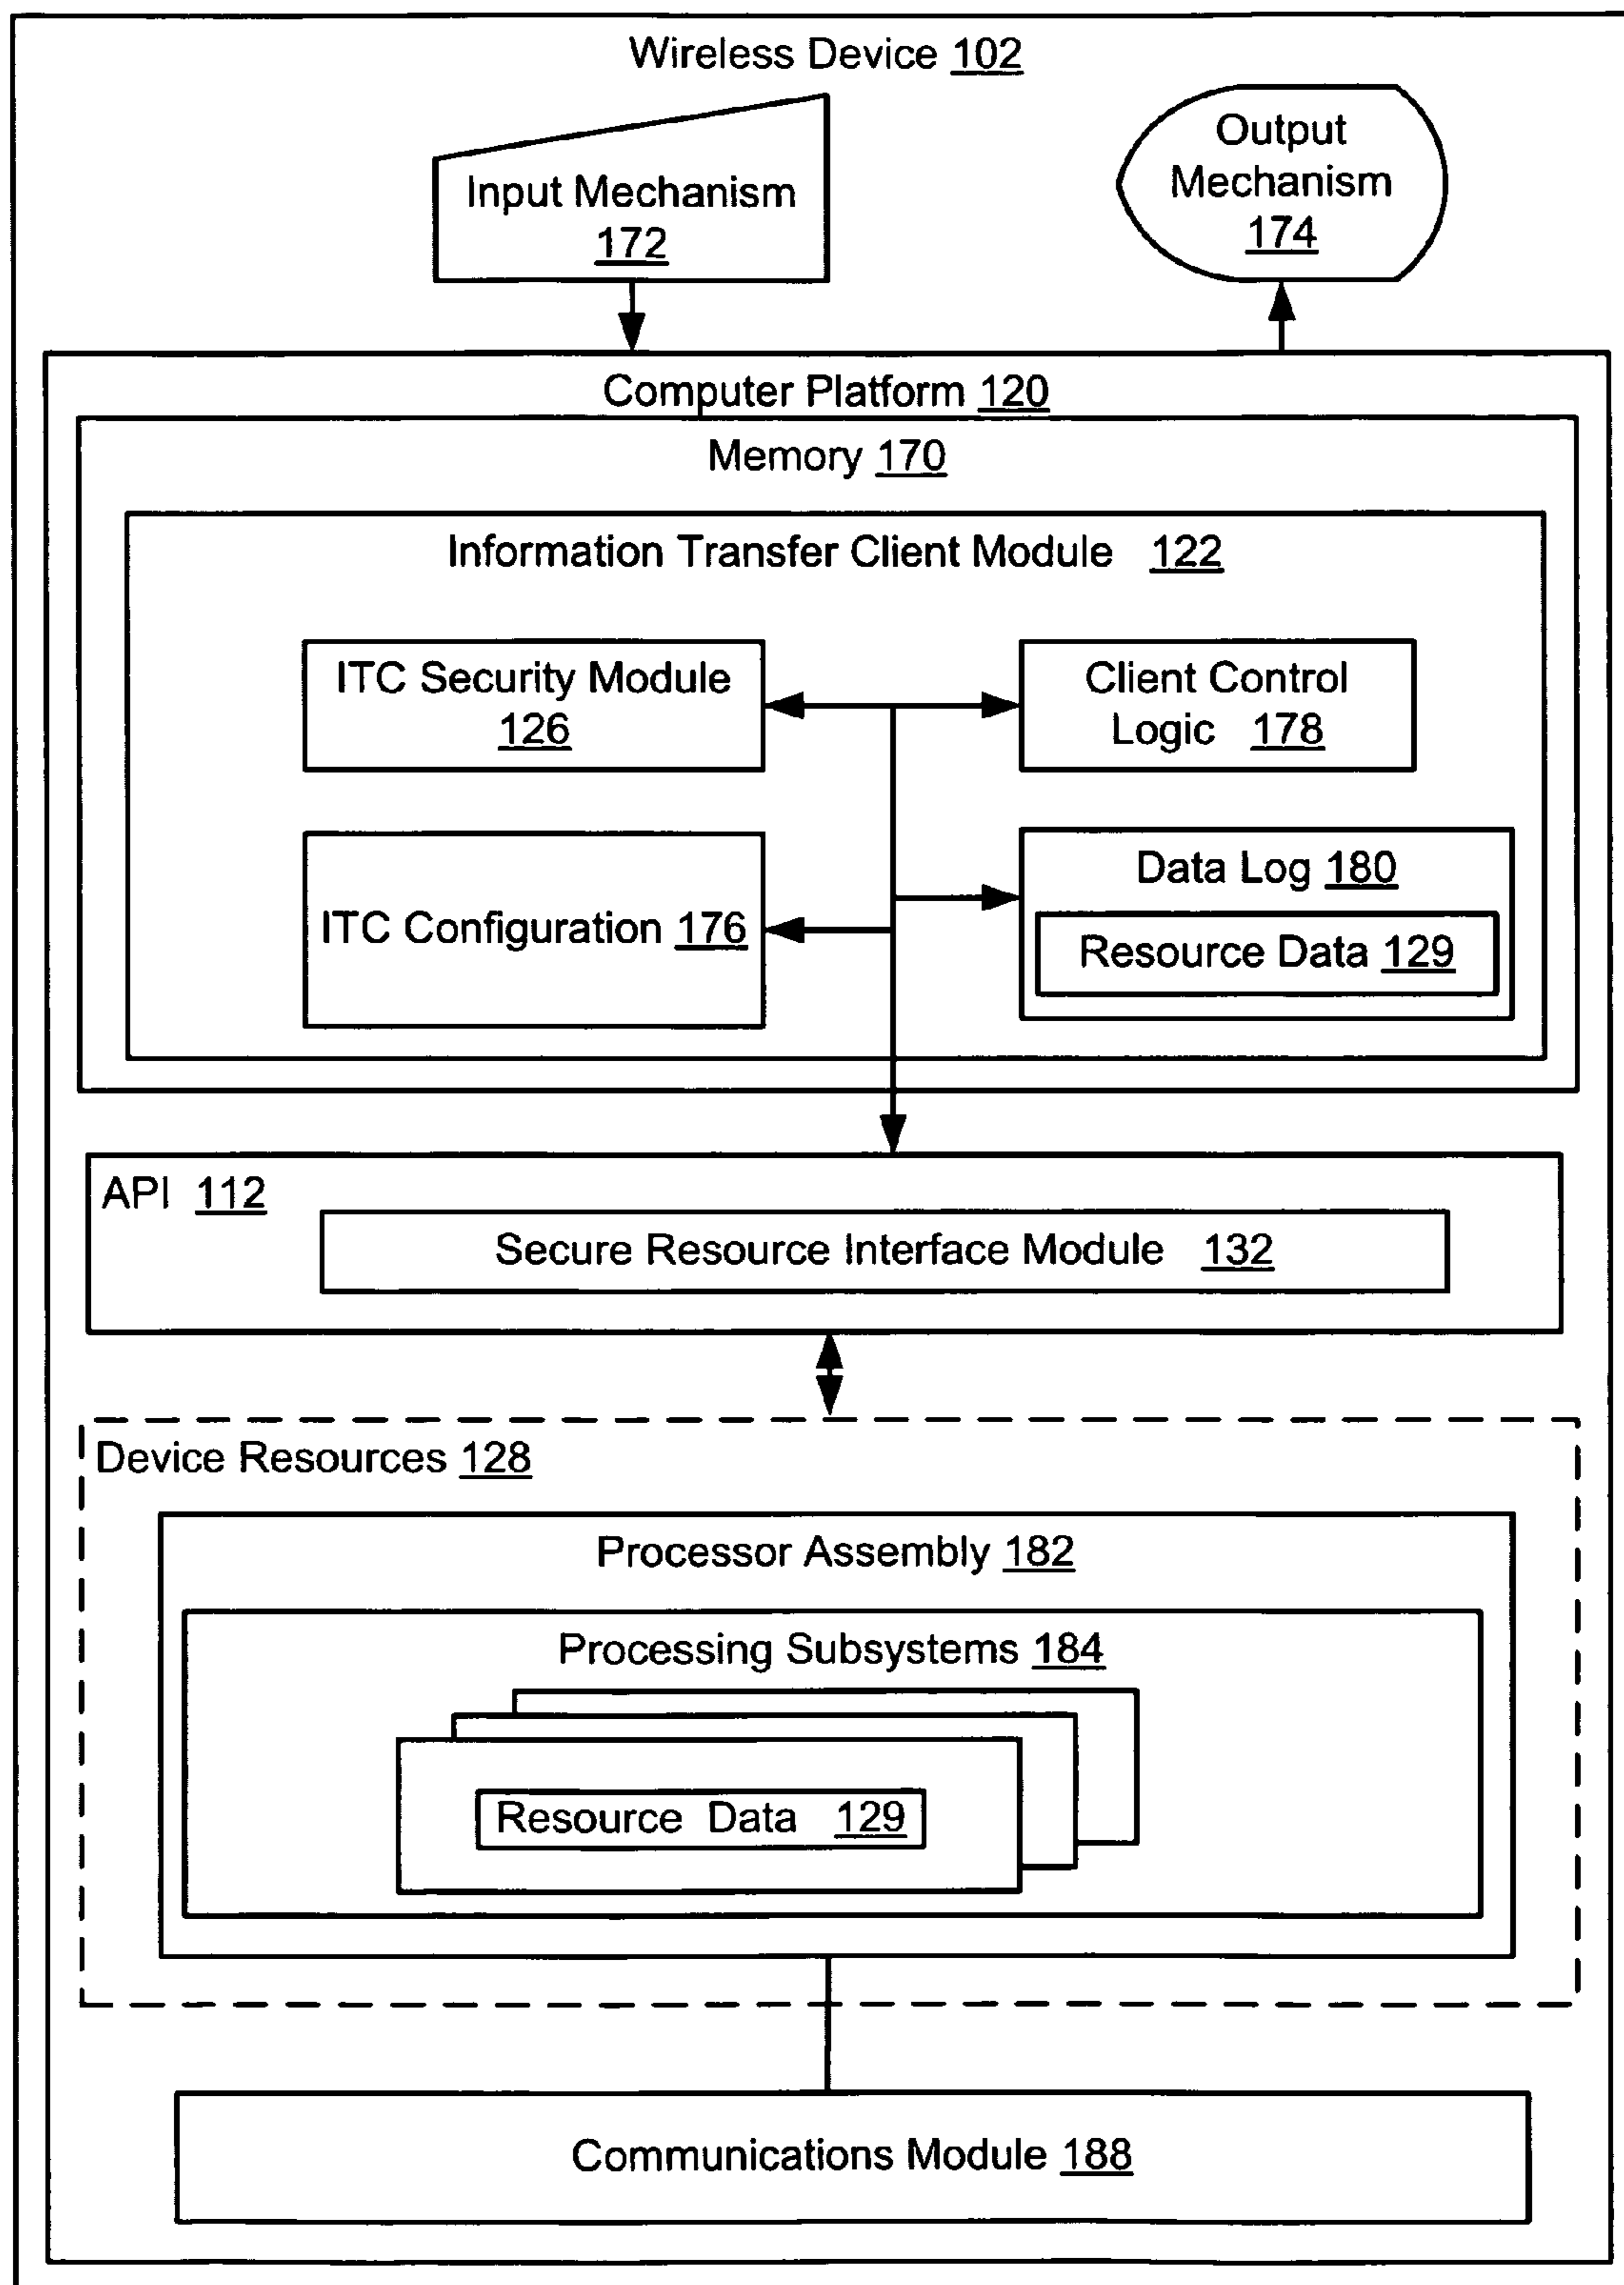 Wireless Device 102
Input Mechanism
172
Output
Mechanism
174
Computer Platform 120
Memory 170
Information Transfer Client Module 122
ITC Security Module
126
Client Control
Logic 178
ITC Configuration 176
Data Log 180
Resource Data 129
API 112
Secure Resource Interface Module 132
Device Resources 128
Processor Assembly 182
Processing Subsystems 184
Resource Data 129
Communications Module 188